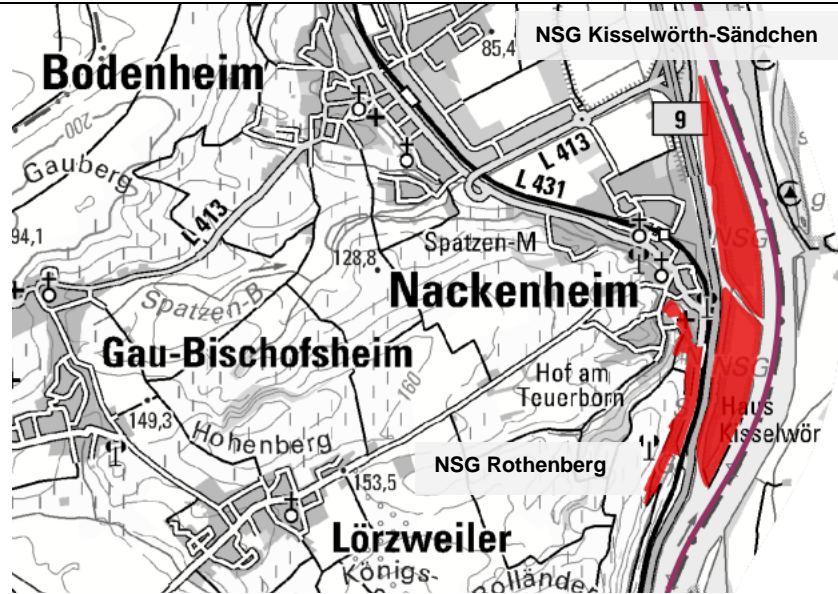 NSG Kisselwörth-Sändchen
85,4
Bodenheim
200
9
Gauberg
L 413
L 431
L 413
94,1
Spatzen-M
NSG
128,8
Nackenheim
Spatzen-B
Gau-Bischofsheim
160
NSG
Hof am
Teuerborn
Haus
Kisselwör
149,3
Hohenberg
NSG Rothenberg
153,5
Lörzweiler
Königs-
olländer